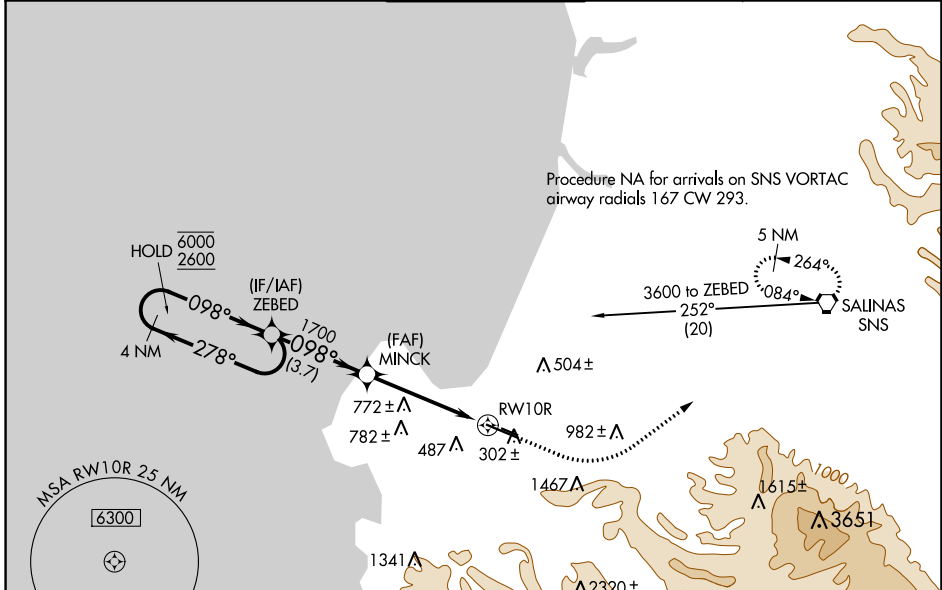 Procedure NA for arrivals on SNS VORTAC
airway radials 167 CW 293.
HOLD
6000
2600
(IF/IAF)
ZEBED
098°
278°
4 NM
1700
098°
(3.7)
(FAF)
MINCK
5 NM
264°
084°
3600 to ZEBED
252°
(20)
SALINAS
SNS
504±
772±
782±
487
RW10R
302±
982±
1467
1615±
1000
3651
1341
2320±
MSA RW10R 25 NM
6300